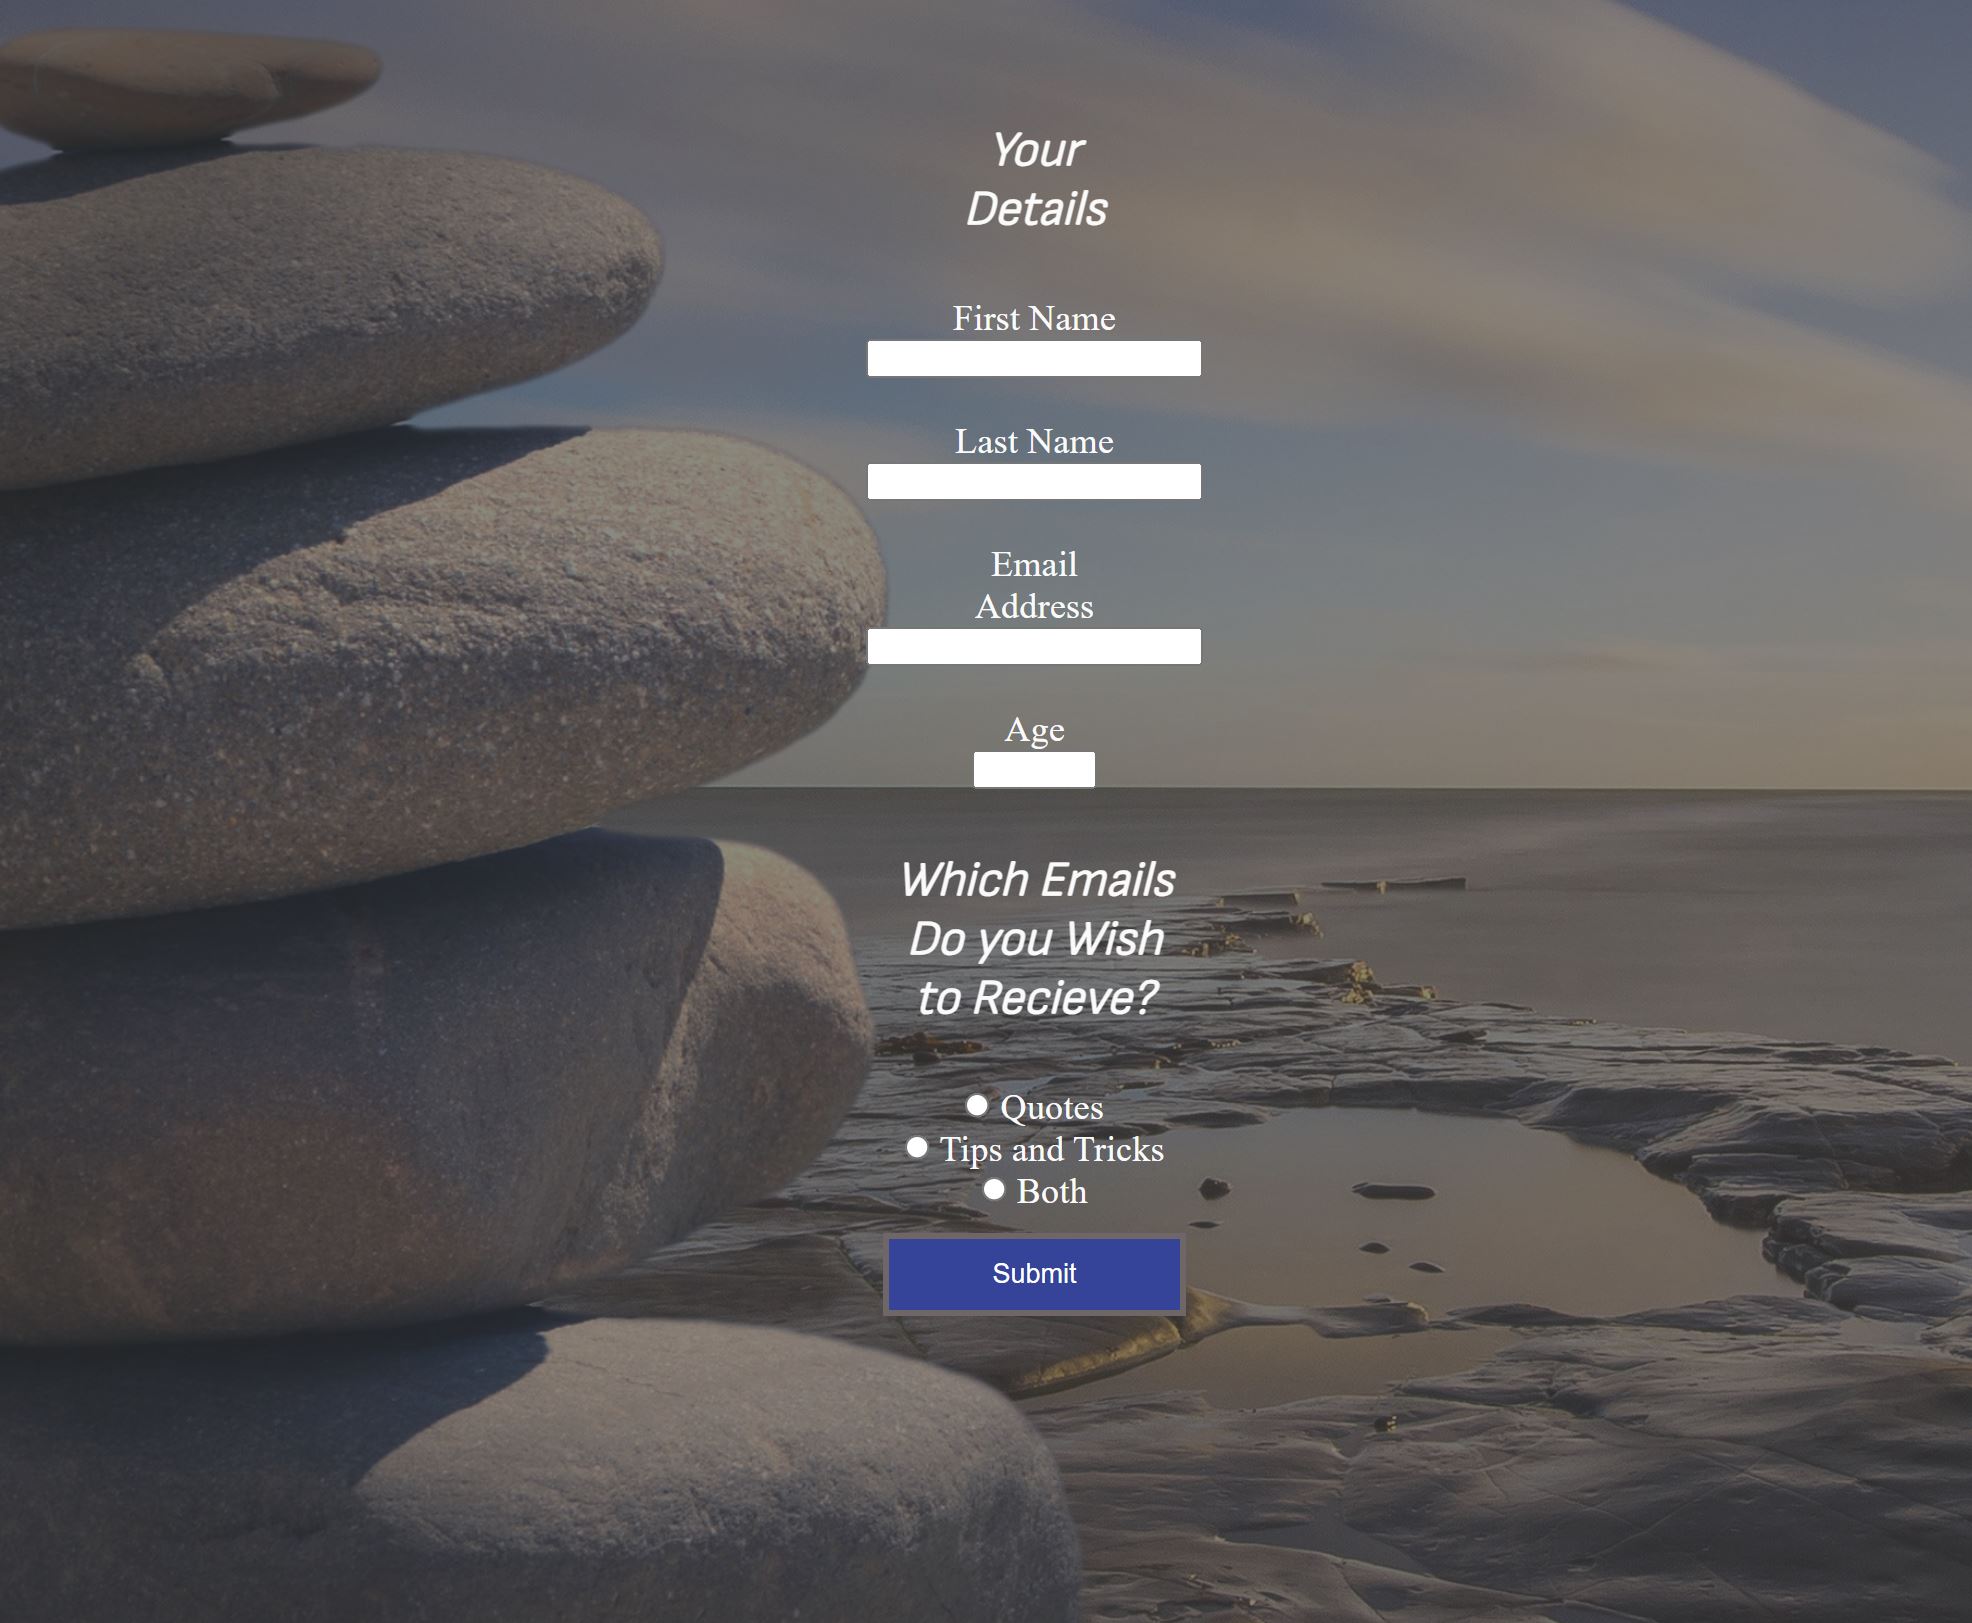 Your
Details
First Name
Last Name
Email
Address
Age
Which Emails
Do you Wish
to Recieve?
Quotes
Tips and Tricks
Both
Submit